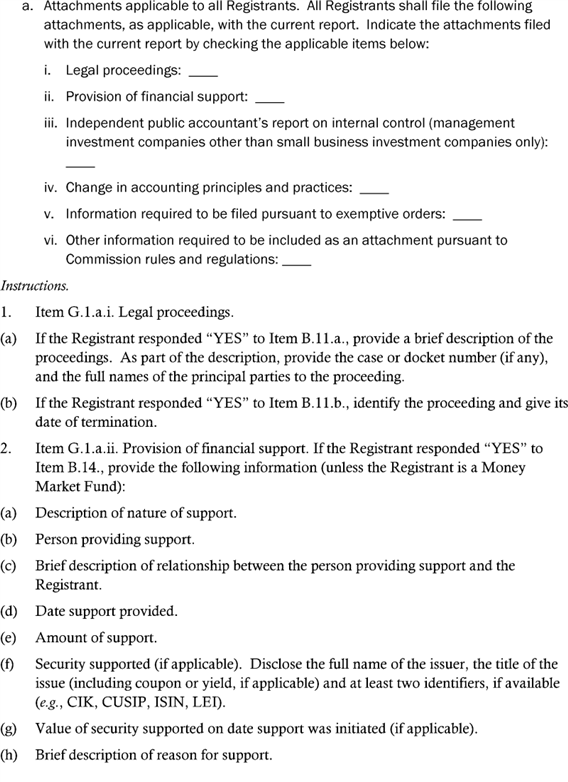 a. Attachments applicable to all Registrants.  All Registrants shall file the following
attachments, as applicable, with the current report.  Indicate the attachments filed
with the current report by checking the applicable items below:
i. Legal proceedings:  ____
ii. Provision of financial support:  ____
iii. Independent public accountant’s report on internal control (management
investment companies other than small business investment companies only):
____
iv. Change in accounting principles and practices:  ____
v. Information required to be filed pursuant to exemptive orders:  ____
vi. Other information required to be included as an attachment pursuant to
Commission rules and regulations: ____
Instructions.
1. Item G.1.a.i. Legal proceedings.
(a) If the Registrant responded “YES” to Item B.11.a., provide a brief description of the
proceedings.  As part of the description, provide the case or docket number (if any),
and the full names of the principal parties to the proceeding.
(b) If the Registrant responded “YES” to Item B.11.b., identify the proceeding and give its
date of termination.
2. Item G.1.a.ii. Provision of financial support. If the Registrant responded “YES” to
Item B.14., provide the following information (unless the Registrant is a Money
Market Fund):
(a) Description of nature of support.
(b) Person providing support.
(c) Brief description of relationship between the person providing support and the
Registrant.
(d) Date support provided.
(e) Amount of support.
(f) Security supported (if applicable).  Disclose the full name of the issuer, the title of the
issue (including coupon or yield, if applicable) and at least two identifiers, if available
(e.g., CIK, CUSIP, ISIN, LEI).
(g) Value of security supported on date support was initiated (if applicable).
(h) Brief description of reason for support.